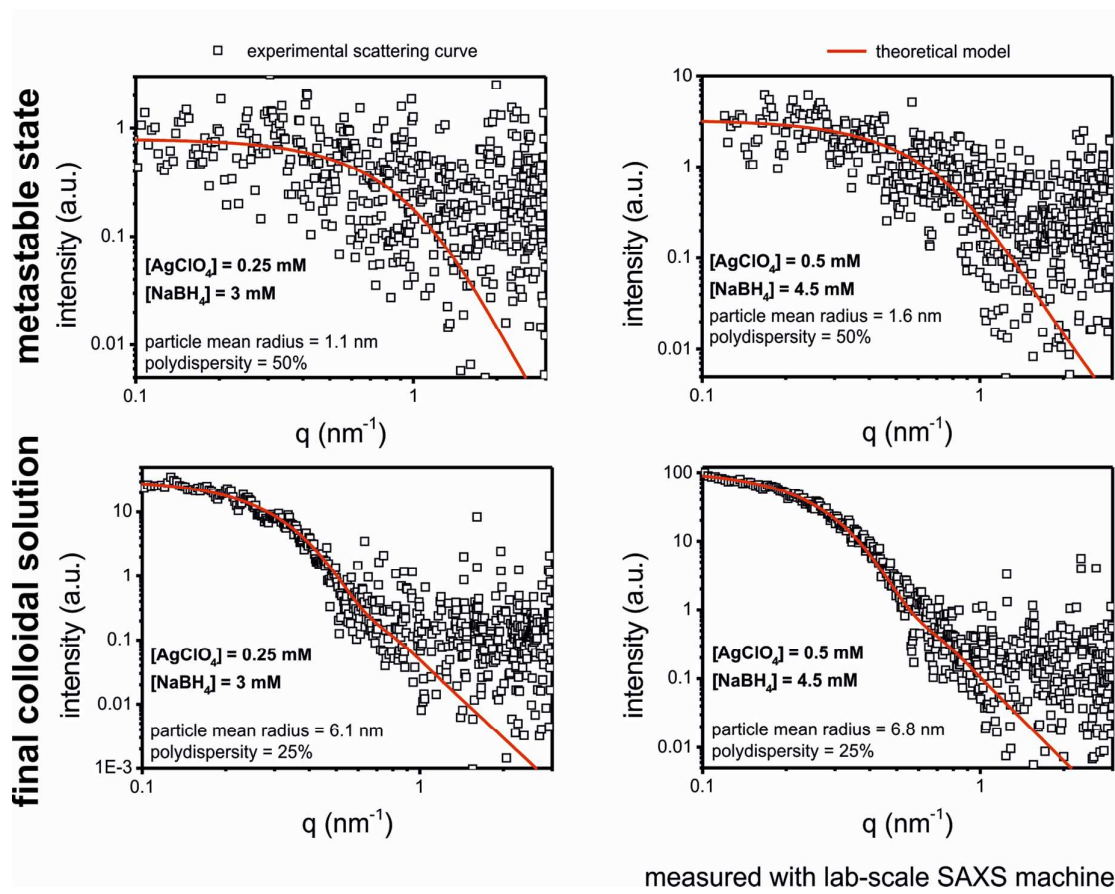 experimental scattering curve
theoretical model
metastable state
intensity (a.u.)
1
0.1
0.01
[AgClO₄] = 0.25 mM
[NaBH₄] = 3 mM
particle mean radius = 1.1 nm
polydispersity = 50%
0.1
1
q (nm⁻¹)
intensity (a.u.)
10
1
0.1
0.01
[AgClO₄] = 0.5 mM
[NaBH₄] = 4.5 mM
particle mean radius = 1.6 nm
polydispersity = 50%
0.1
1
q (nm⁻¹)
final colloidal solution
intensity (a.u.)
10
1
0.1
0.01
1E-3
[AgClO₄] = 0.25 mM
[NaBH₄] = 3 mM
particle mean radius = 6.1 nm
polydispersity = 25%
0.1
1
q (nm⁻¹)
intensity (a.u.)
100
10
1
0.1
0.01
[AgClO₄] = 0.5 mM
[NaBH₄] = 4.5 mM
particle mean radius = 6.8 nm
polydispersity = 25%
0.1
1
q (nm⁻¹)
measured with lab-scale SAXS machine